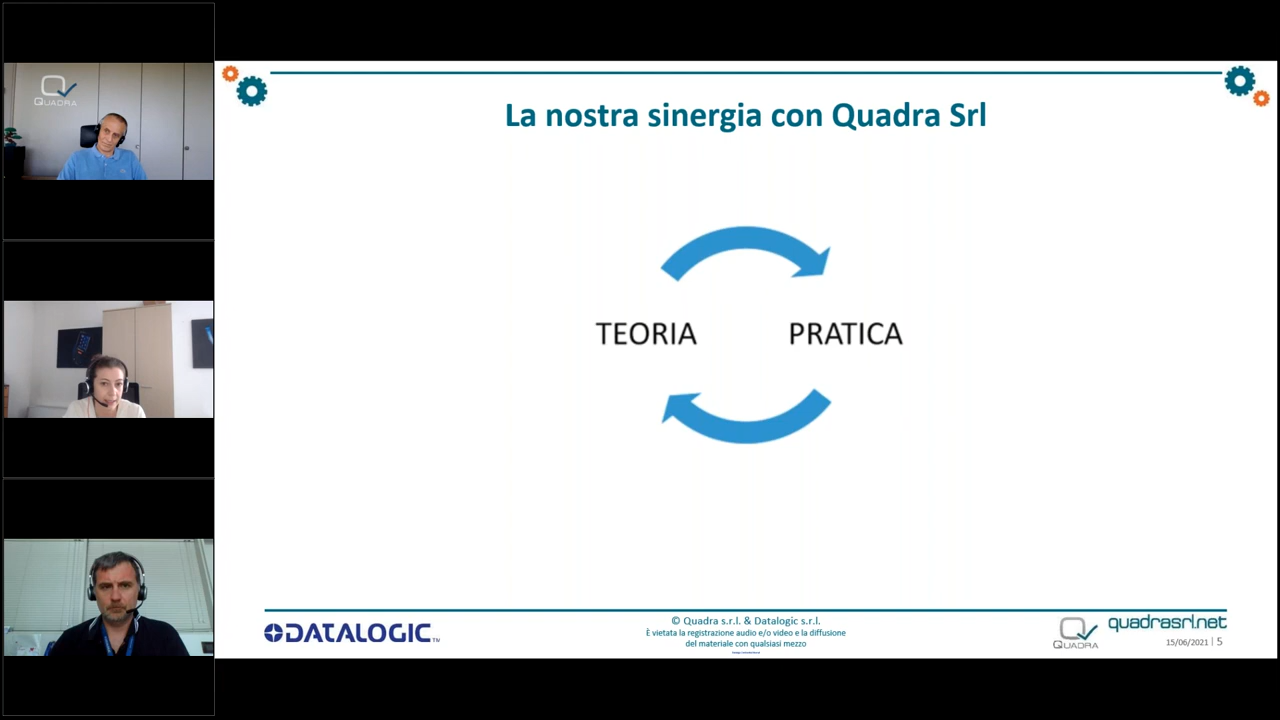 QUADRA
La nostra sinergia con Quadra Srl
TEORIA
PRATICA
DATALOGIC™
© Quadra s.r.l. & Datalogic s.r.l.
È vietata la registrazione audio e/o video e la diffusione
del materiale con qualsiasi mezzo
QUADRA
quadrasrl.net
15/06/2021 | 5